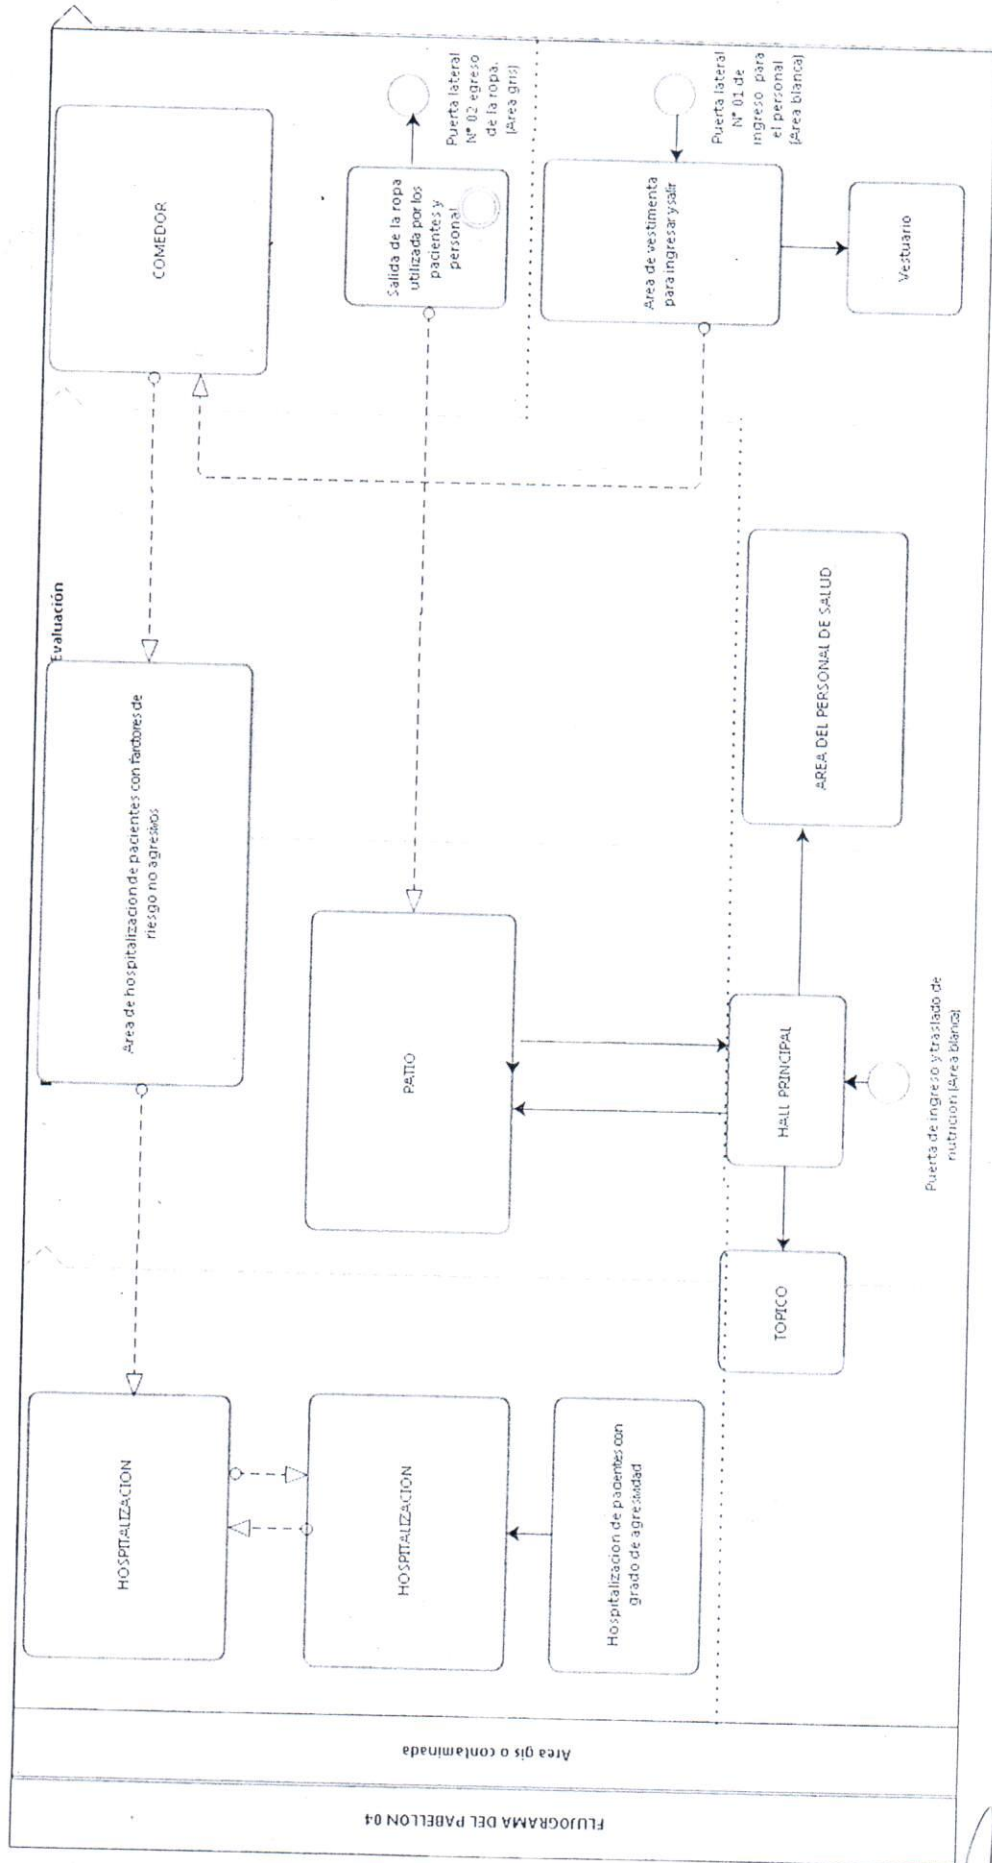 FLUJOGRAMA DEL PABELLON 04
Area gis o contaminada
Evaluación
HOSPITALIZACION
HOSPITALIZACION
Hospitalizacion de pacientes con
grado de agresividad
Area de hospitalizacion de pacientes con fardores de
riesgo no agresivos
COMEDOR
PATIO
Salida de la ropa
utilizada por los
pacientes y
personal
Puerta lateral
N° 02 egreso
de la ropa.
(Area gris)
Area de vestimenta
para ingresar y salir
Puerta lateral
N° 01 de
ingreso para
el personal
(Area blanca)
Vestuario
TOPICO
HALL PRINCIPAL
AREA DEL PERSONAL DE SALUD
Puerta de ingreso y traslado de
nutricion (Area blanca)